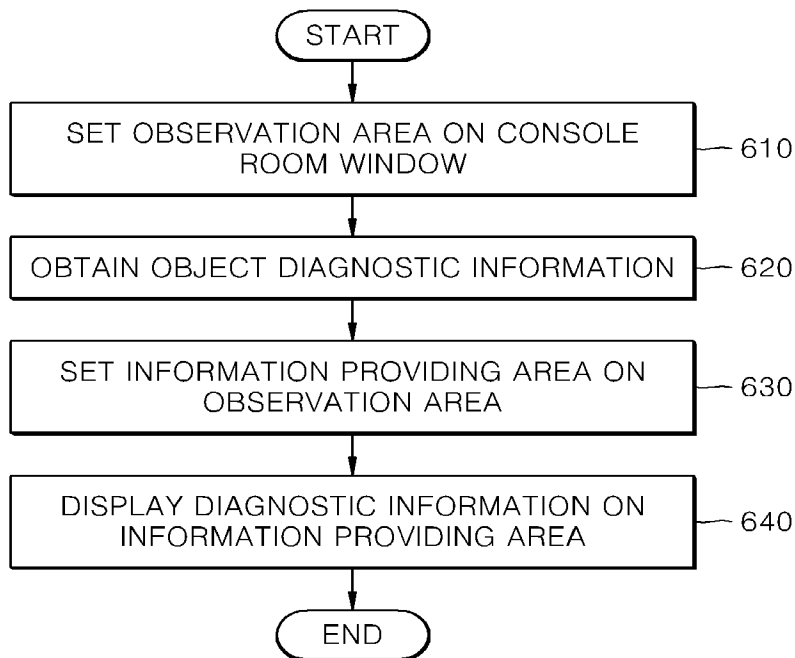 START
SET OBSERVATION AREA ON CONSOLE
ROOM WINDOW
610
OBTAIN OBJECT DIAGNOSTIC INFORMATION
620
SET INFORMATION PROVIDING AREA ON
OBSERVATION AREA
630
DISPLAY DIAGNOSTIC INFORMATION ON
INFORMATION PROVIDING AREA
640
END